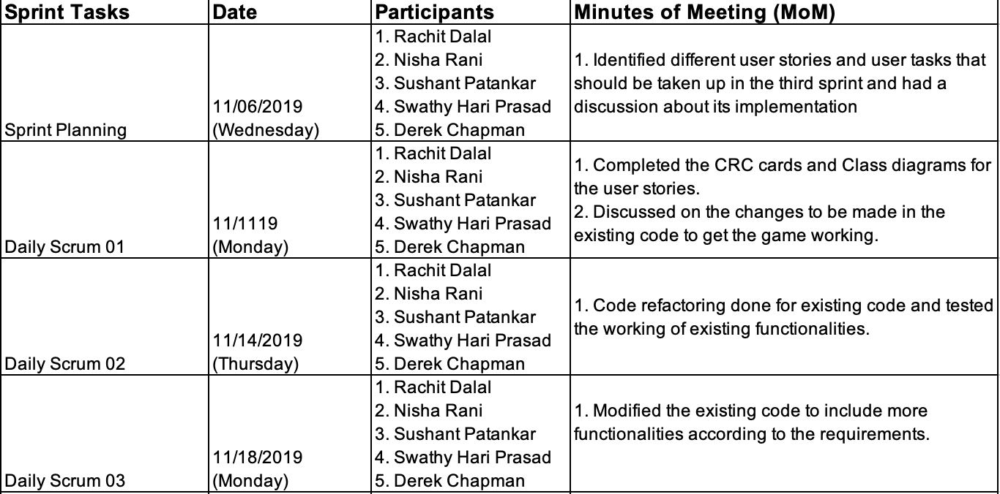 Sprint Tasks Date Participants Minutes of Meeting (MoM)
Sprint Planning
11/06/2019
(Wednesday)
1. Rachit Dalal
2. Nisha Rani
3. Sushant Patankar
4. Swathy Hari Prasad
5. Derek Chapman
1. Identified different user stories and user tasks that
should be taken up in the third sprint and had a
discussion about its implementation
Daily Scrum 01
11/1119
(Monday)
1. Rachit Dalal
2. Nisha Rani
3. Sushant Patankar
4. Swathy Hari Prasad
5. Derek Chapman
1. Completed the CRC cards and Class diagrams for
the user stories.
2. Discussed on the changes to be made in the
existing code to get the game working.
Daily Scrum 02
11/14/2019
(Thursday)
1. Rachit Dalal
2. Nisha Rani
3. Sushant Patankar
4. Swathy Hari Prasad
5. Derek Chapman
1. Code refactoring done for existing code and tested
the working of existing functionalities.
Daily Scrum 03
11/18/2019
(Monday)
1. Rachit Dalal
2. Nisha Rani
3. Sushant Patankar
4. Swathy Hari Prasad
5. Derek Chapman
1. Modified the existing code to include more
functionalities according to the requirements.